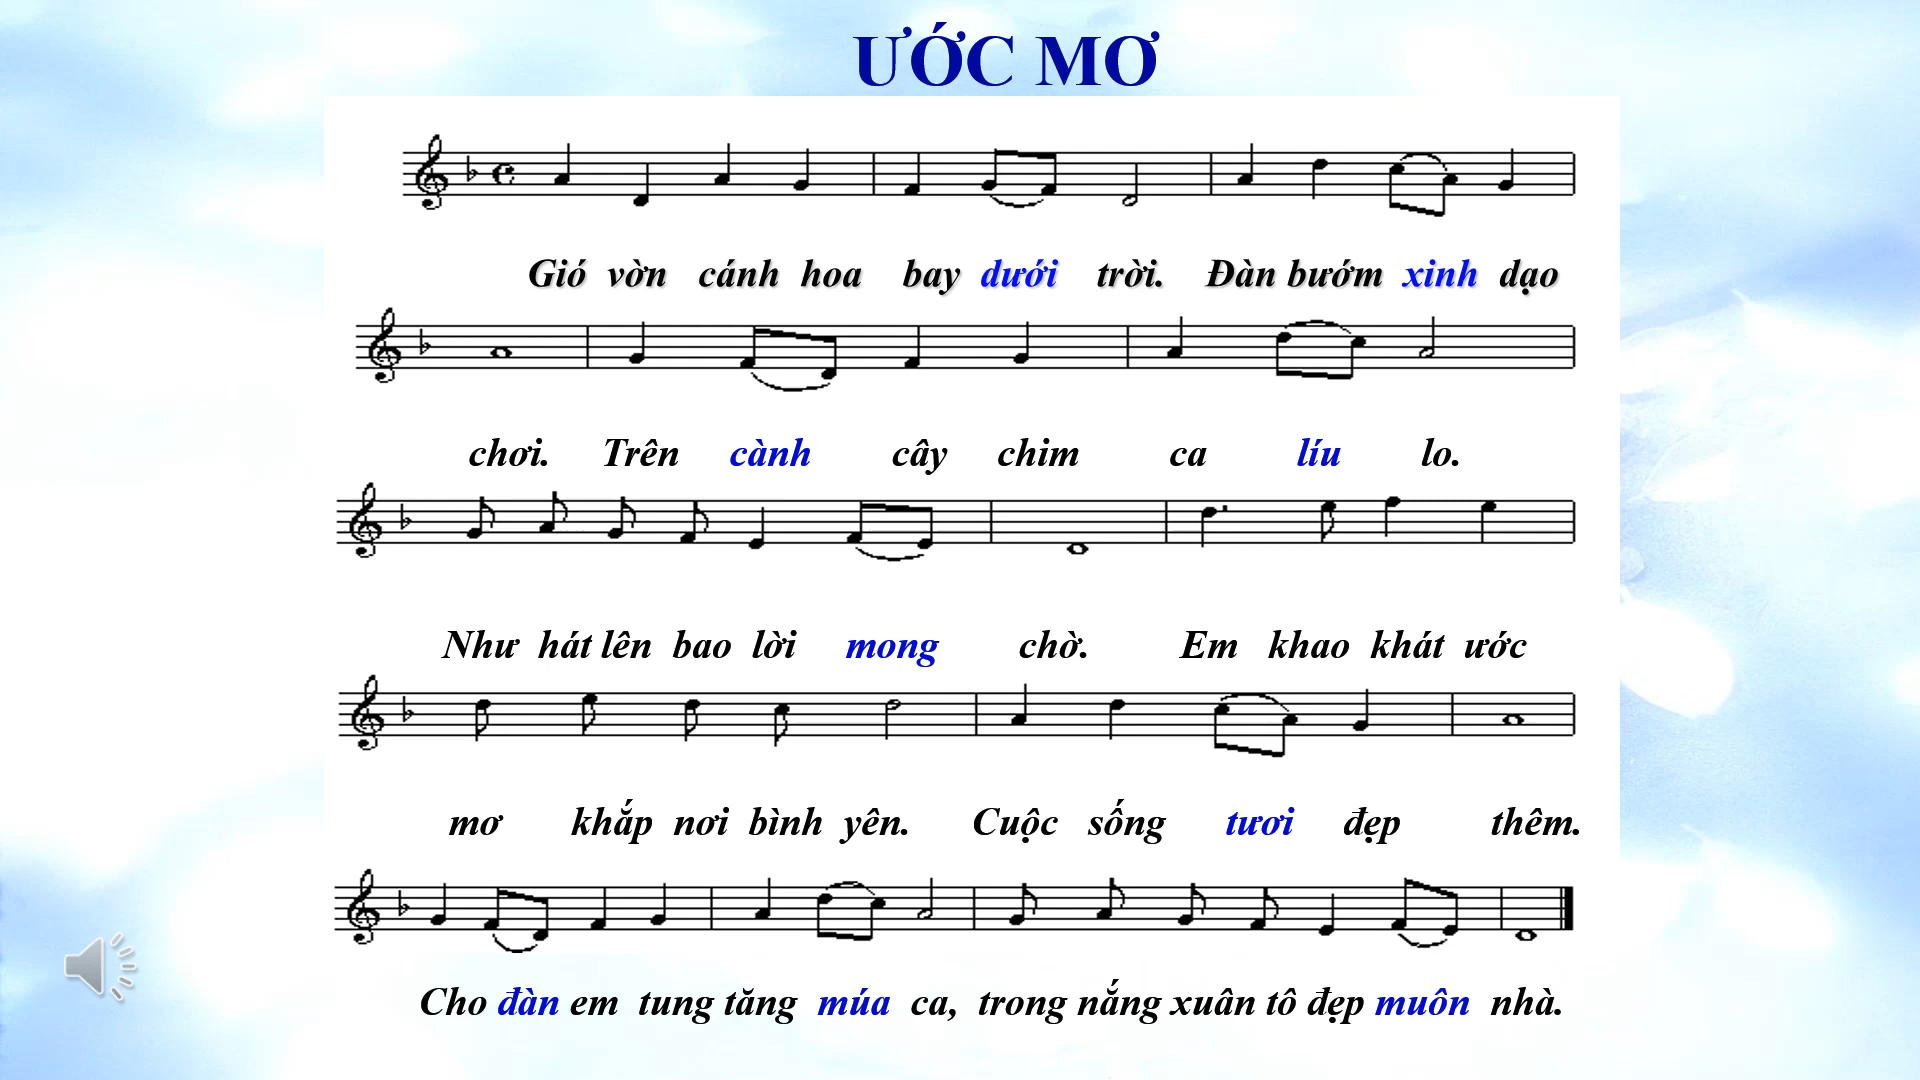 ƯỚC MƠ
Gió vờn cánh hoa bay dưới trời. Đàn bướm xinh dạo
chơi. Trên cành cây chim ca líu lo.
Như hát lên bao lời mong chờ. Em khao khát ước
mơ khắp nơi bình yên. Cuộc sống tươi đẹp thêm.
Cho đàn em tung tăng múa ca, trong nắng xuân tô đẹp muôn nhà.